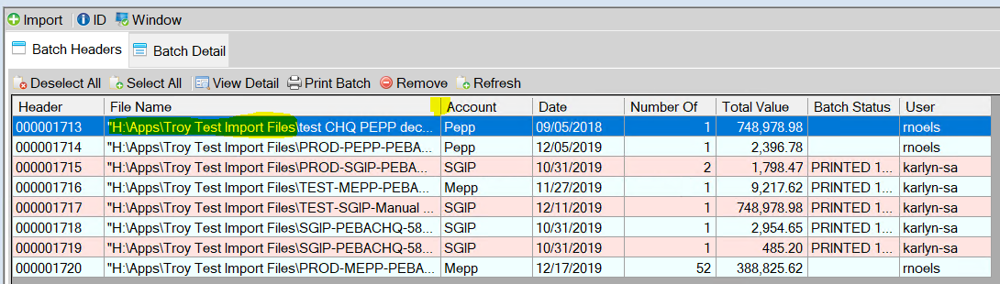 Import ID Window
Batch Headers Batch Detail
Deselect All Select All View Detail Print Batch Remove Refresh
Header File Name Account Date Number Of Total Value Batch Status User
000001713 "H:\Apps\Troy Test Import Files\test CHQ PEPP dec... Pepp 09/05/2018 1 748,978.98 rnoels
000001714 "H:\Apps\Troy Test Import Files\PROD-PEPP-PEBA... Pepp 12/05/2019 1 2,396.78 rnoels
000001715 "H:\Apps\Troy Test Import Files\PROD-SGIP-PEBA... SGIP 10/31/2019 2 1,798.47 PRINTED 1... karlyn-sa
000001716 "H:\Apps\Troy Test Import Files\TEST-MEPP-PEBA... Mepp 11/27/2019 1 9,217.62 PRINTED 1... karlyn-sa
000001717 "H:\Apps\Troy Test Import Files\TEST-SGIP-Manual ... SGIP 12/11/2019 1 748,978.98 PRINTED 1... karlyn-sa
000001718 "H:\Apps\Troy Test Import Files\SGIP-PEBACHQ-58... SGIP 10/31/2019 1 2,954.65 PRINTED 1... karlyn-sa
000001719 "H:\Apps\Troy Test Import Files\SGIP-PEBACHQ-58... SGIP 10/31/2019 1 485.20 PRINTED 1... karlyn-sa
000001720 "H:\Apps\Troy Test Import Files\PROD-MEPP-PEBA... Mepp 12/17/2019 52 388,825.62 rnoels